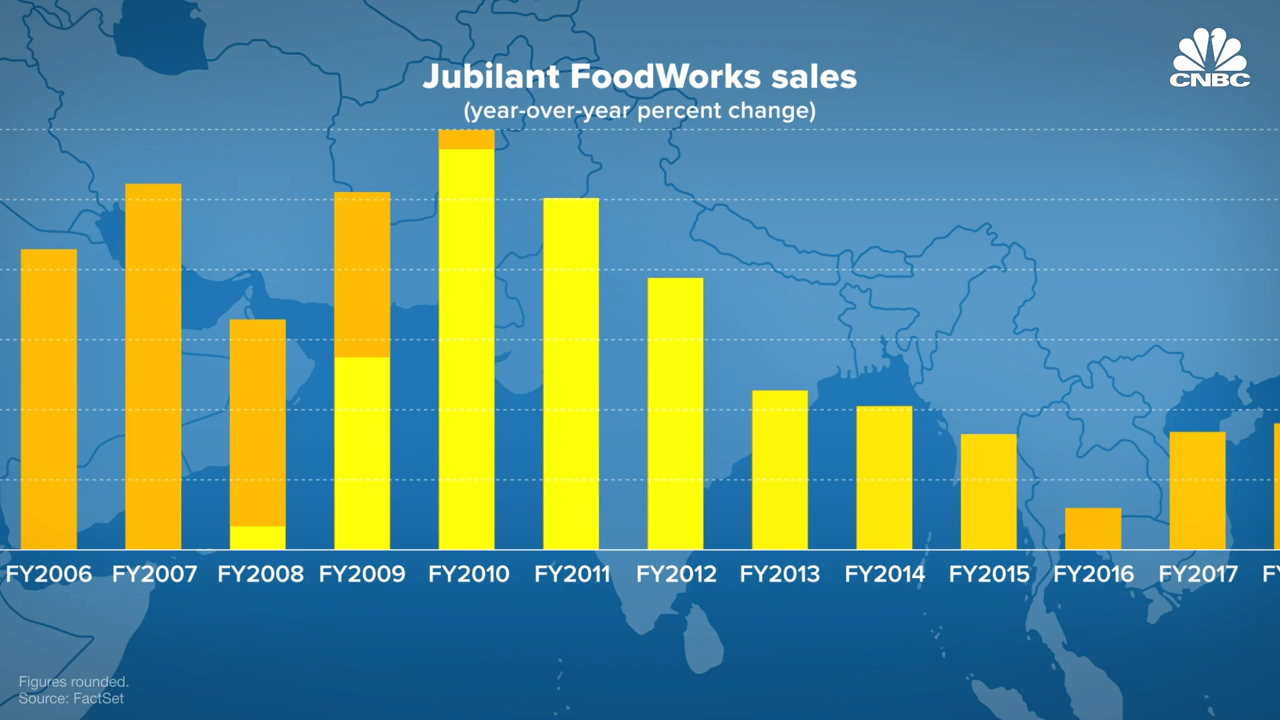 CNBC
Jubilant FoodWorks sales
(year-over-year percent change)
FY2006 FY2007 FY2008 FY2009 FY2010 FY2011 FY2012 FY2013 FY2014 FY2015 FY2016 FY2017
Figures rounded.
Source: FactSet